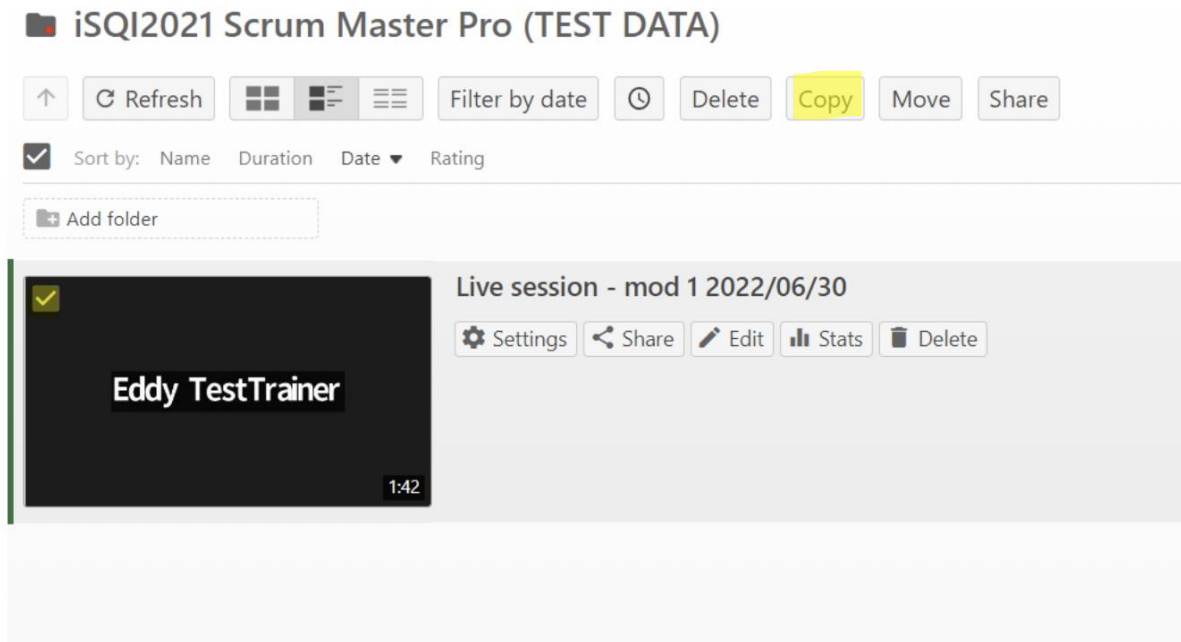 iSQI2021 Scrum Master Pro (TEST DATA)
Refresh Filter by date Delete Copy Move Share
Sort by: Name Duration Date Rating
Add folder
Live session - mod 1 2022/06/30
Settings Share Edit Stats Delete
Eddy TestTrainer
1:42